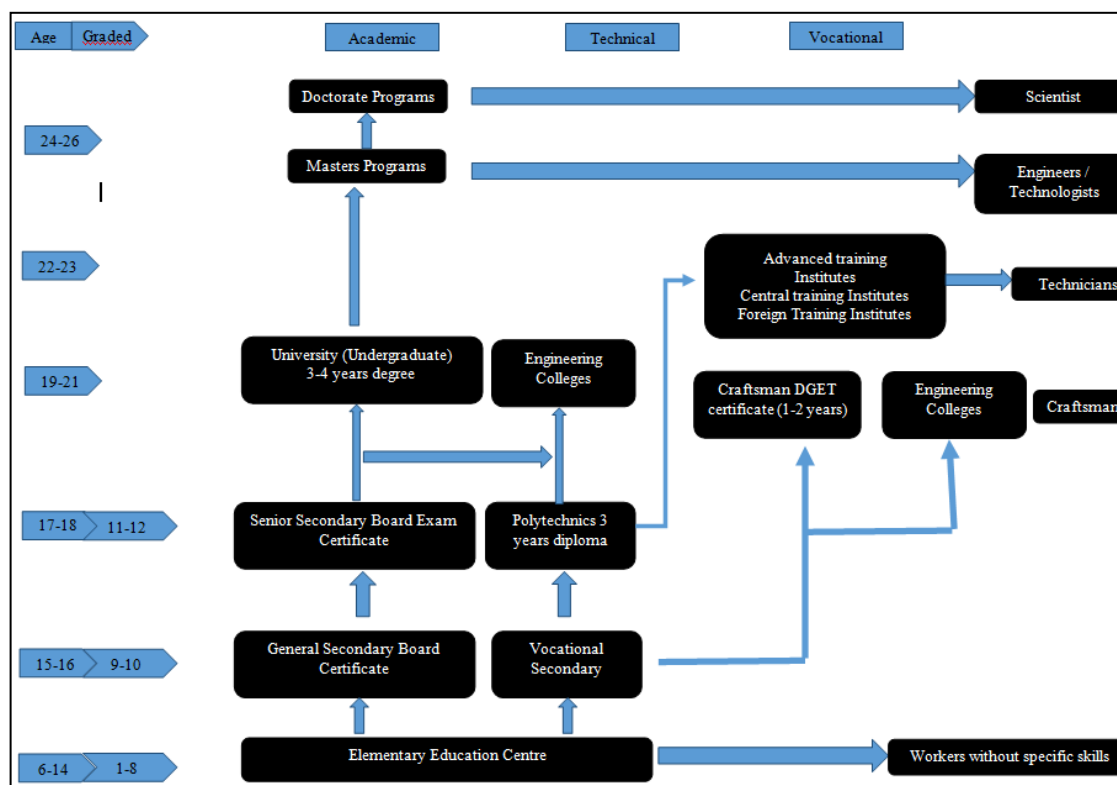 Age Graded Academic Technical Vocational
Doctorate Programs
Scientist
24-26
Masters Programs
Engineers /
Technologists
22-23
Advanced training
Institutes
Central training Institutes
Foreign Training Institutes
Technicians
19-21
University (Undergraduate)
3-4 years degree
Engineering
Colleges
Craftsman DGET
certificate (1-2 years)
Engineering
Colleges
Craftsman
17-18 11-12
Senior Secondary Board Exam
Certificate
Polytechnics 3
years diploma
15-16 9-10
General Secondary Board
Certificate
Vocational
Secondary
6-14 1-8
Elementary Education Centre
Workers without specific skills